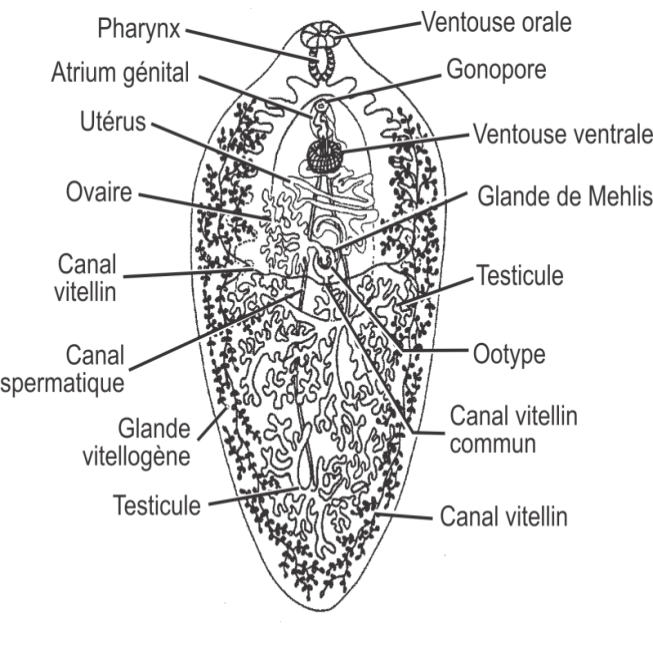 Pharynx
Ventouse orale
Atrium génital
Gonopore
Utérus
Ventouse ventrale
Ovaire
Glande de Mehlis
Canal
vitellin
Testicule
Canal
spermatique
Ootype
Glande
vitellogène
Canal vitellin
commun
Testicule
Canal vitellin